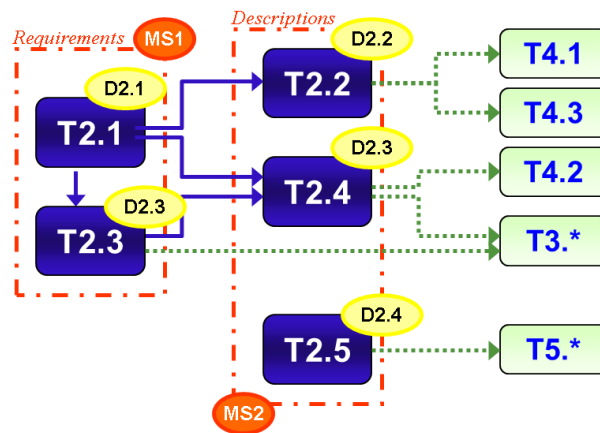 Requirements
MS1
Descriptions
D2.2
T4.1
D2.1
T2.2
T2.1
T4.3
D2.3
T4.2
T2.4
D2.3
T2.3
T3.*
D2.4
T2.5
T5.*
MS2